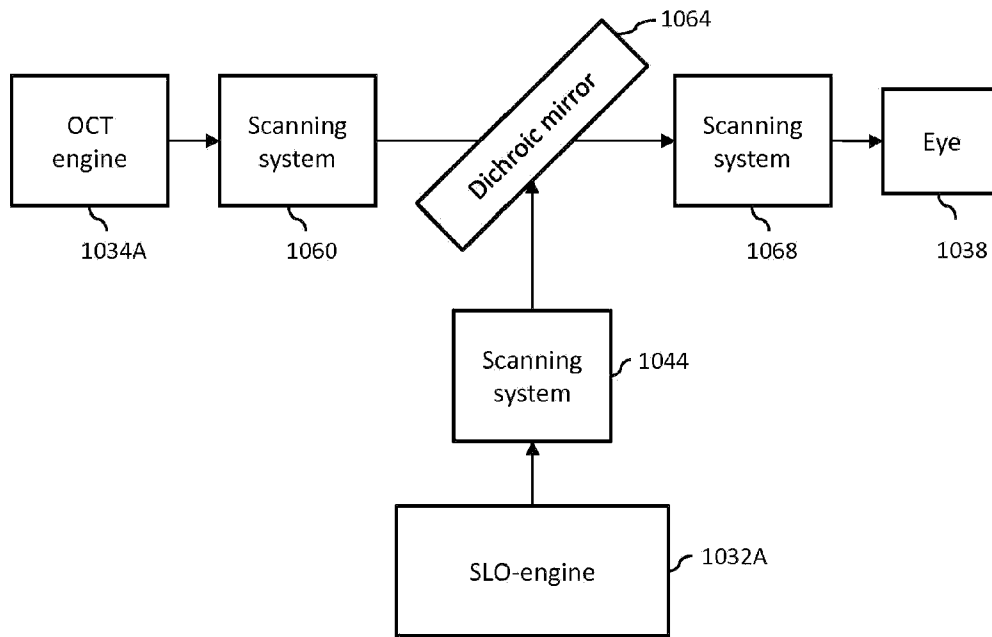 1064
OCT
engine
Scanning
system
Dichroic mirror
Scanning
system
Eye
1034A
1060
1068
1038
Scanning
system
1044
SLO-engine
1032A